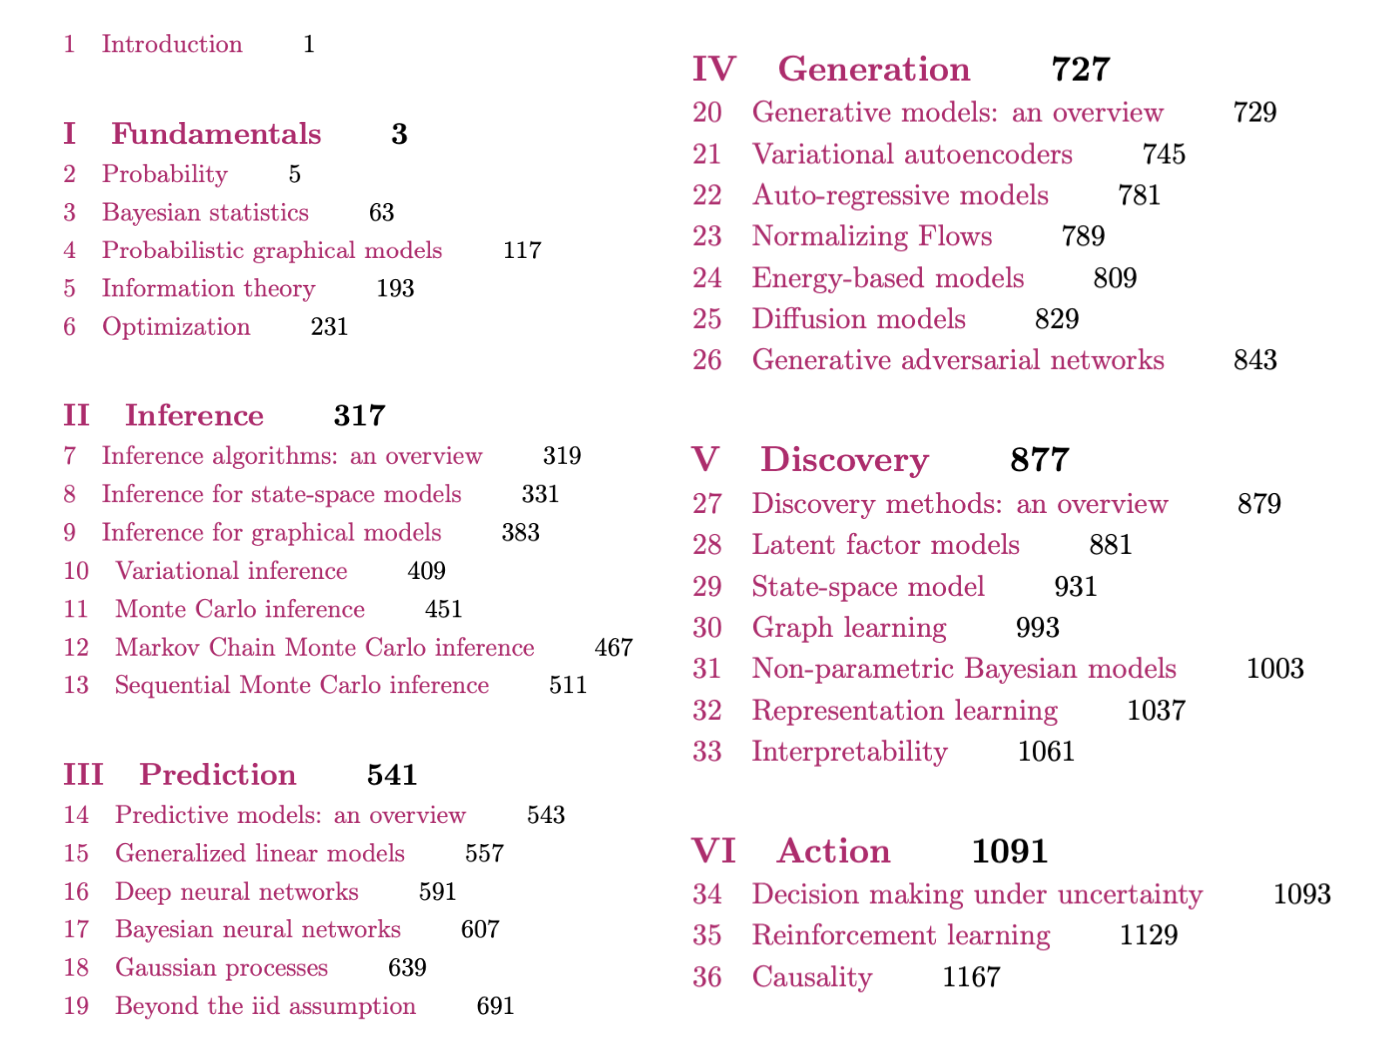 1 Introduction 1
I Fundamentals 3
2 Probability 5
3 Bayesian statistics 63
4 Probabilistic graphical models 117
5 Information theory 193
6 Optimization 231
II Inference 317
7 Inference algorithms: an overview 319
8 Inference for state-space models 331
9 Inference for graphical models 383
10 Variational inference 409
11 Monte Carlo inference 451
12 Markov Chain Monte Carlo inference 467
13 Sequential Monte Carlo inference 511
III Prediction 541
14 Predictive models: an overview 543
15 Generalized linear models 557
16 Deep neural networks 591
17 Bayesian neural networks 607
18 Gaussian processes 639
19 Beyond the iid assumption 691
IV Generation 727
20 Generative models: an overview 729
21 Variational autoencoders 745
22 Auto-regressive models 781
23 Normalizing Flows 789
24 Energy-based models 809
25 Diffusion models 829
26 Generative adversarial networks 843
V Discovery 877
27 Discovery methods: an overview 879
28 Latent factor models 881
29 State-space model 931
30 Graph learning 993
31 Non-parametric Bayesian models 1003
32 Representation learning 1037
33 Interpretability 1061
VI Action 1091
34 Decision making under uncertainty 1093
35 Reinforcement learning 1129
36 Causality 1167